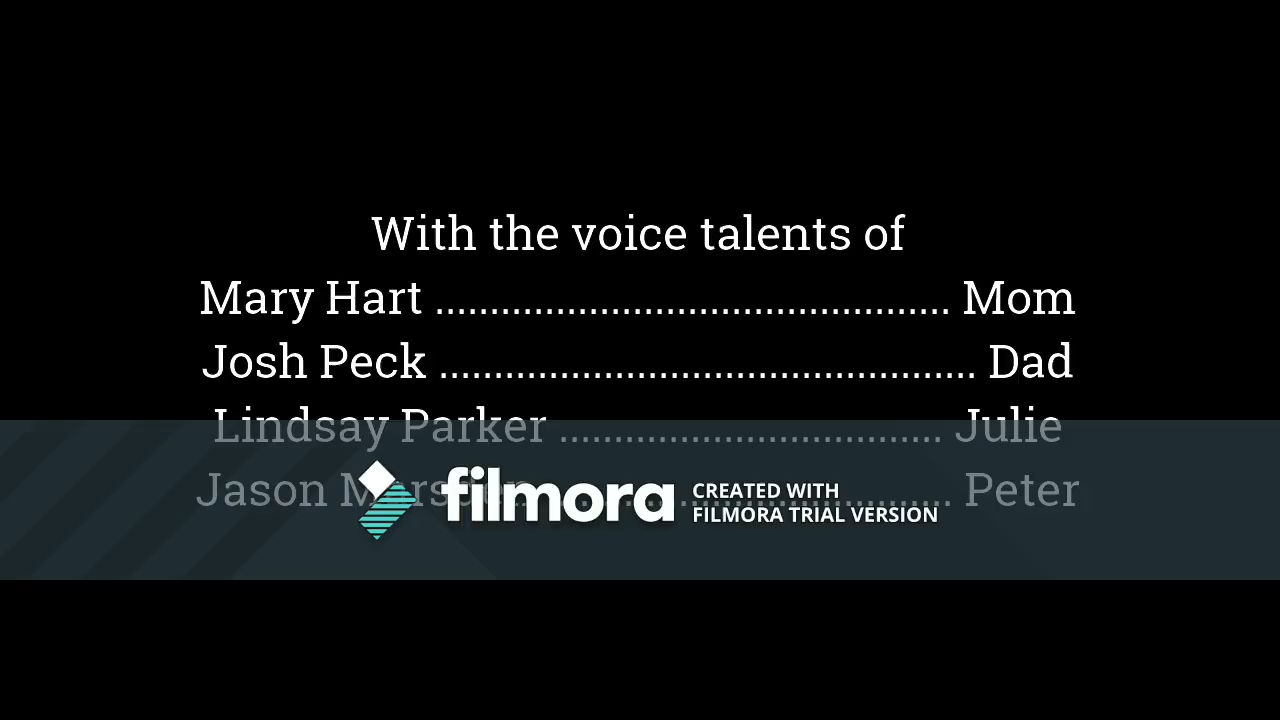 With the voice talents of
Mary Hart ............................................... Mom
Josh Peck ................................................. Dad
Lindsay Parker ................................... Julie
Jason Marsden ...................................... Peter
filmora
CREATED WITH
FILMORA TRIAL VERSION